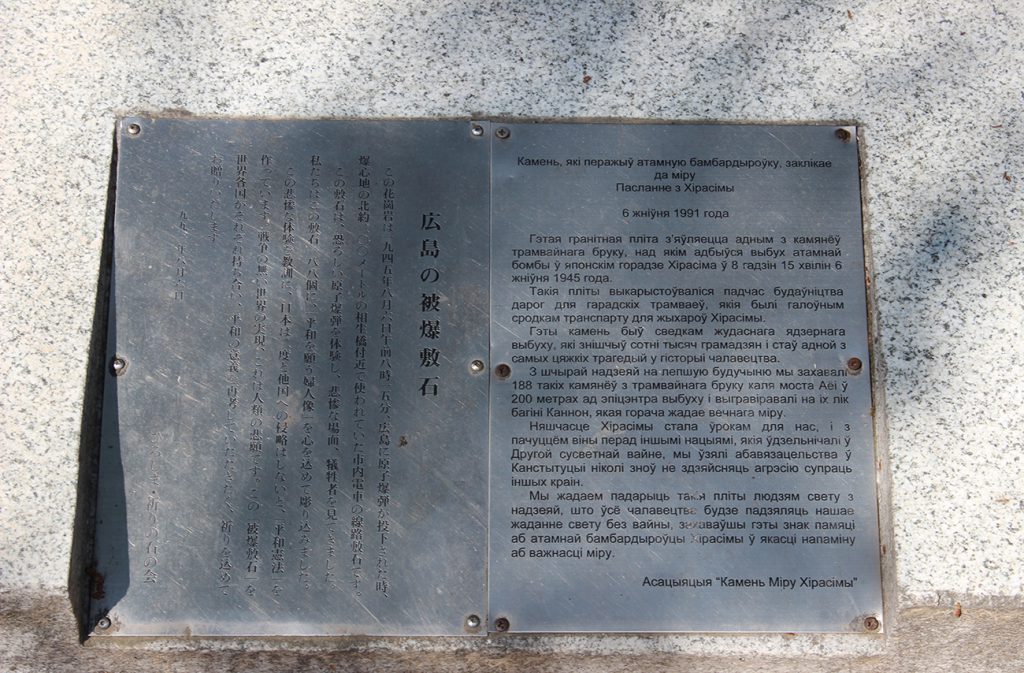 広島の被爆敷石
この花崗岩は一九四五年八月六日午前八時一五分、広島に原子爆弾が投下された時、
爆心地の北約二〇〇メートルの相生橋付近で使われていた市内電車の線路敷石です。
この敷石は、恐ろしい原子爆弾を体験し、悲惨な場面、犠牲者を見てきました。
私たちはこの敷石一八八個に、「平和を願う婦人像」を心を込めて彫り込みました。
この悲惨な体験を教訓に、日本は二度と他国への侵略はしないと、「平和憲法」を
作っています。戦争の無い世界の実現、これは人類の悲願です。この「被爆敷石」を
世界各国がそれぞれ持ち合い、平和の意義を再考していただきたく、祈りを込めて
お贈りいたします。
一九九一年八月六日
ひろしま・祈りの石の会
Камень, які перажыў атамную бамбардыроўку, заклікае
да міру
Пасланне з Хірасімы
6 жніўня 1991 года
Гэтая гранітная пліта з'яўляецца адным з камянёў
трамвайнага бруку, над якім адбыўся выбух атамнай
бомбы ў японскім горадзе Хірасіма ў 8 гадзін 15 хвілін 6
жніўня 1945 года.
Такія пліты выкарыстоўваліся падчас будаўніцтва
дарог для гарадскіх трамваеў, якія былі галоўным
сродкам транспарту для жыхароў Хірасімы.
Гэты камень быў сведкам жудаснага ядзернага
выбуху, які знішчыў сотні тысяч грамадзян і стаў адной з
самых цяжкіх трагедый у гісторыі чалавецтва.
З шчырай надзеяй на лепшую будучыню мы захавалі
188 такіх камянёў з трамвайнага бруку каля моста Аёі ў
200 метрах ад эпіцэнтра выбуху і выгравіравалі на іх лік
багіні Каннон, якая горача жадае вечнага міру.
Няшчасце Хірасімы стала ўрокам для нас, і з
пачуццём віны перад іншымі нацыямі, якія ўдзельнічалі ў
Другой сусветнай вайне, мы ўзялі абавязацельства ў
Канстытуцыі ніколі зноў не здзяйсняць агрэсію супраць
іншых краін.
Мы жадаем падарыць такія пліты людзям свету з
надзеяй, што ўсё чалавецтва будзе падзяляць нашае
жаданне свету без вайны, захаваўшы гэты знак памяці
аб атамнай бамбардыроўцы Хірасімы ў якасці напаміну
аб важнасці міру.
Асацыяцыя "Камень Міру Хірасімы"